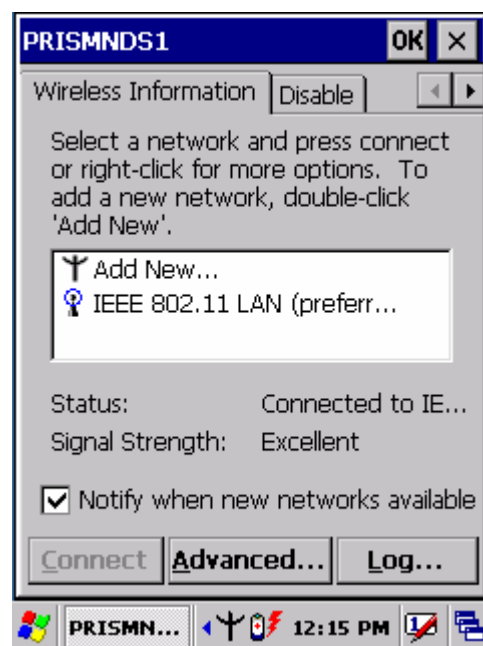 PRISMNDS1 OK ×
Wireless Information Disable
Select a network and press connect
or right-click for more options. To
add a new network, double-click
'Add New'.
Add New...
IEEE 802.11 LAN (preferr...
Status: Connected to IE...
Signal Strength: Excellent
Notify when new networks available
Connect Advanced... Log...
PRISMN... 12:15 PM